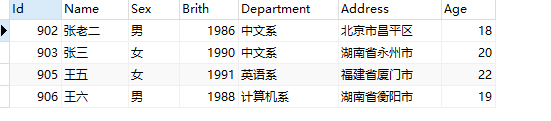 Id Name Sex Brith Department Address Age
902 张老二 男 1986 中文系 北京市昌平区 18
903 张三 女 1990 中文系 湖南省永州市 20
905 王五 女 1991 英语系 福建省厦门市 22
906 王六 男 1988 计算机系 湖南省衡阳市 19